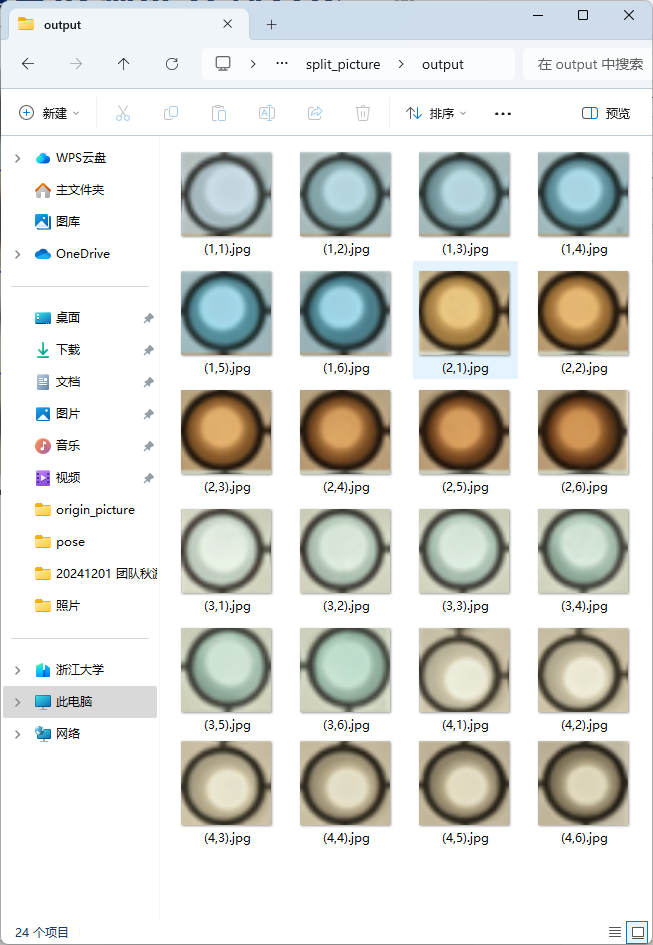 output
split_picture
output
在 output 中搜索
新建
排序
预览
WPS云盘
主文件夹
图库
OneDrive
桌面
下载
文档
图片
音乐
视频
origin_picture
pose
20241201 团队秋游
照片
浙江大学
此电脑
网络
(1,1).jpg
(1,2).jpg
(1,3).jpg
(1,4).jpg
(1,5).jpg
(1,6).jpg
(2,1).jpg
(2,2).jpg
(2,3).jpg
(2,4).jpg
(2,5).jpg
(2,6).jpg
(3,1).jpg
(3,2).jpg
(3,3).jpg
(3,4).jpg
(3,5).jpg
(3,6).jpg
(4,1).jpg
(4,2).jpg
(4,3).jpg
(4,4).jpg
(4,5).jpg
(4,6).jpg
24 个项目